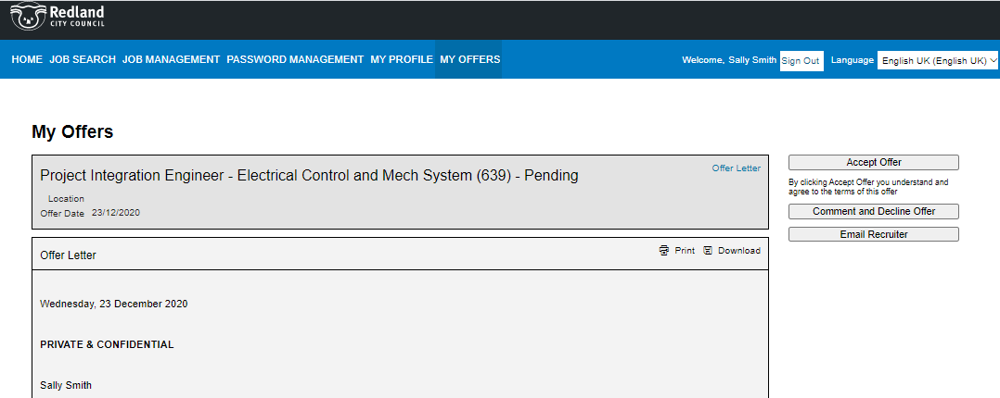 Redland
CITY COUNCIL
HOME JOB SEARCH JOB MANAGEMENT PASSWORD MANAGEMENT MY PROFILE MY OFFERS
Welcome, Sally Smith Sign Out Language English UK (English UK)
My Offers
Project Integration Engineer - Electrical Control and Mech System (639) - Pending
Offer Letter
Location
Offer Date 23/12/2020
Accept Offer
By clicking Accept Offer you understand and
agree to the terms of this offer
Comment and Decline Offer
Email Recruiter
Offer Letter
Print Download
Wednesday, 23 December 2020
PRIVATE & CONFIDENTIAL
Sally Smith